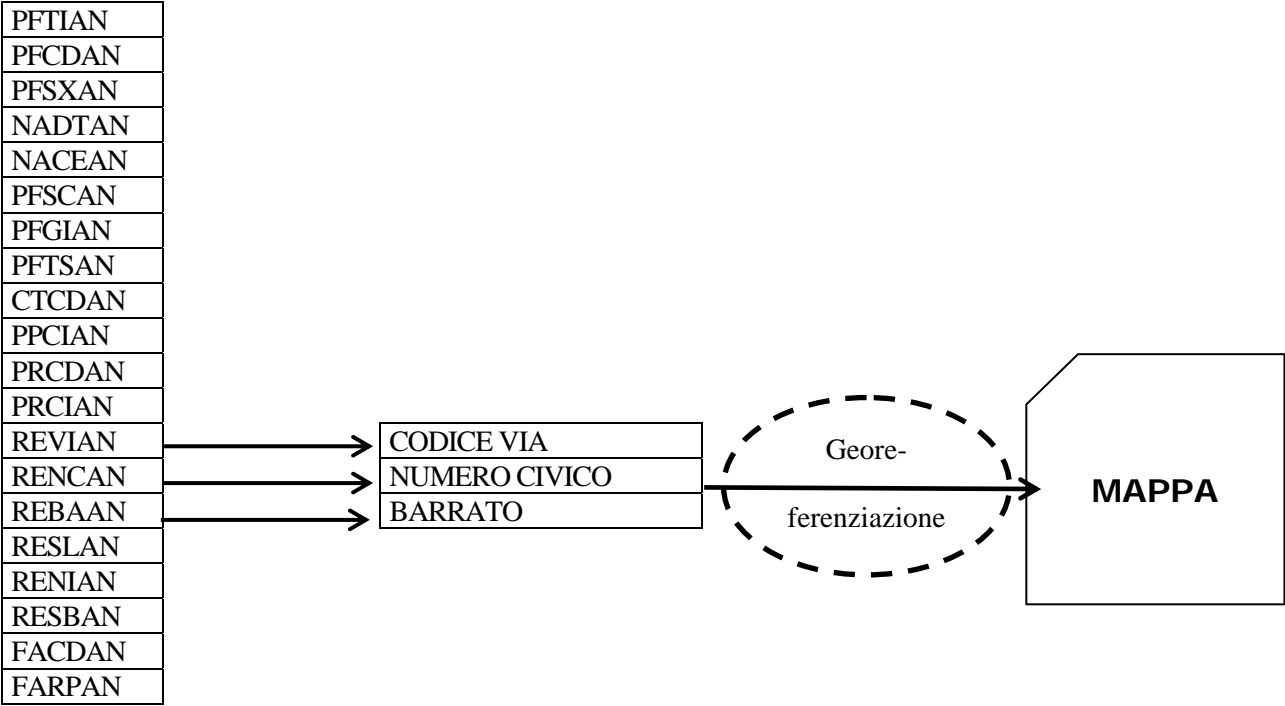 PFTIAN
PFCDAN
PFSXAN
NADTAN
NACEAN
PFSCAN
PFGIAN
PFTSAN
CTCDAN
PPCIAN
PRCDAN
PRCIAN
REVIAN
RENCAN
REBAAN
RESLAN
RENIAN
RESBAN
FACDAN
FARPAN
CODICE VIA
NUMERO CIVICO
BARRATO
Geore-
ferenziazione
MAPPA